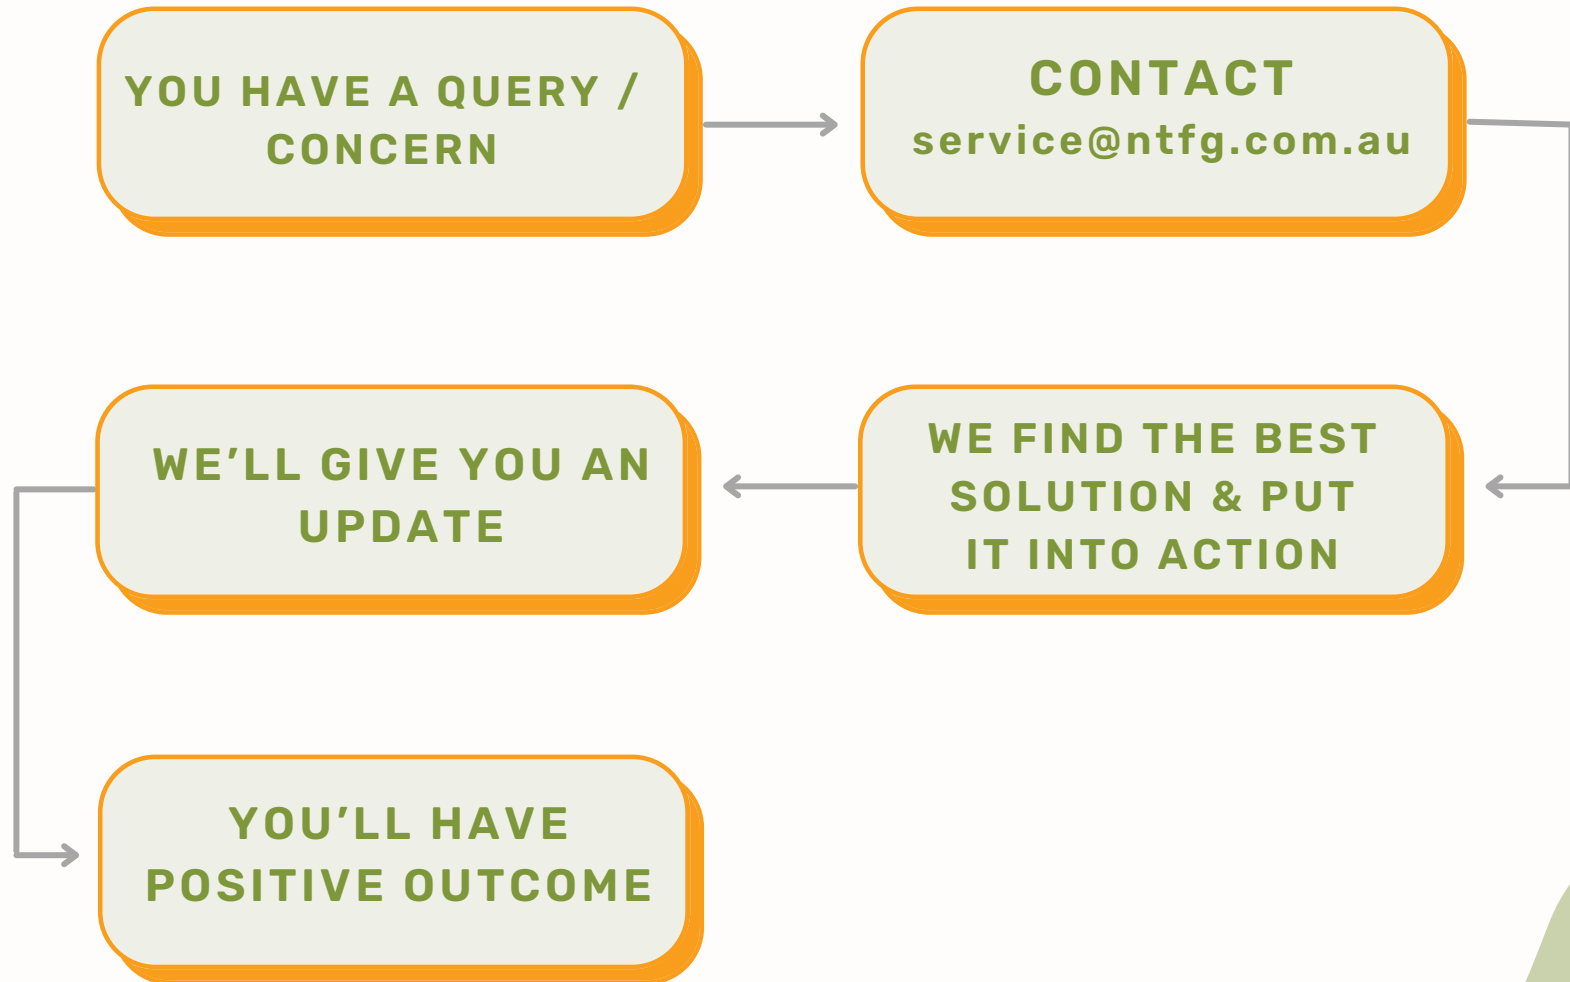 YOU HAVE A QUERY /
CONCERN
CONTACT
service@ntfg.com.au
WE FIND THE BEST
SOLUTION & PUT
IT INTO ACTION
WE’LL GIVE YOU AN
UPDATE
YOU’LL HAVE
POSITIVE OUTCOME